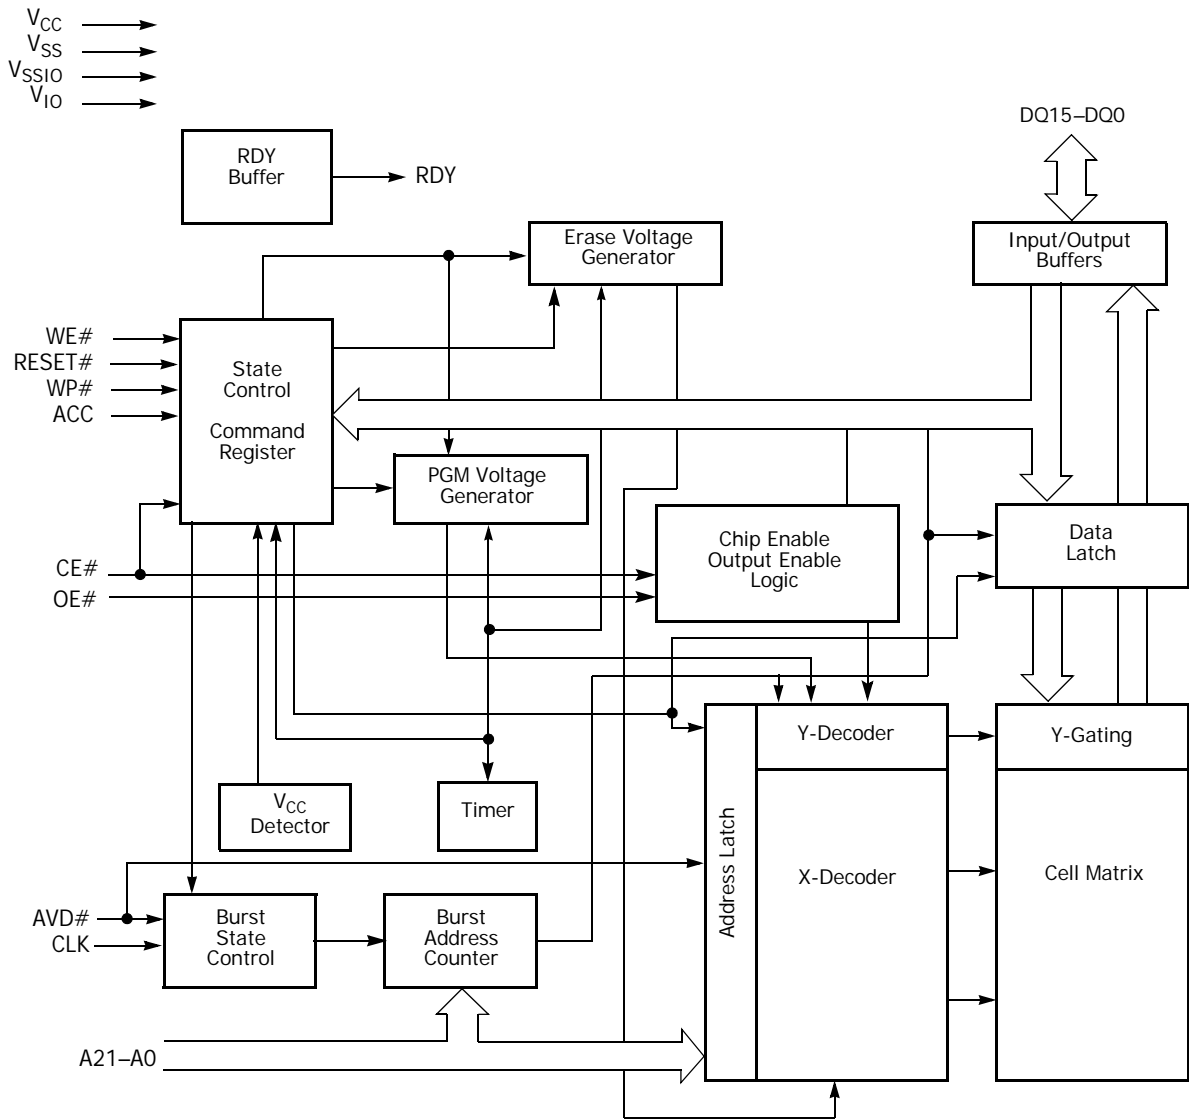 VCC
VSS
VSSIO
VIO
DQ15–DQ0
RDY
Buffer
RDY
Erase Voltage
Generator
Input/Output
Buffers
WE#
RESET#
WP#
ACC
State
Control
Command
Register
PGM Voltage
Generator
Chip Enable
Output Enable
Logic
Data
Latch
CE#
OE#
Y-Decoder
Y-Gating
VCC
Detector
Timer
Address Latch
X-Decoder
Cell Matrix
AVD#
CLK
Burst
State
Control
Burst
Address
Counter
A21–A0